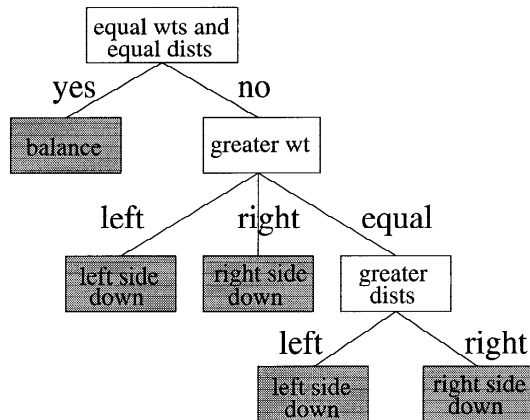 equal wts and
equal dists
yes
no
balance
greater wt
left
right
equal
left side
down
right side
down
greater
dists
left
right
left side
down
right side
down